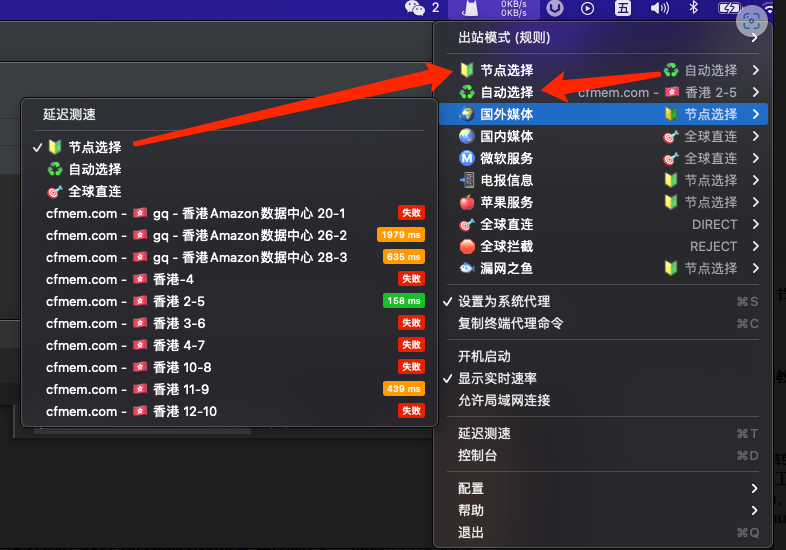 2
0KB/s
0KB/s
五
出站模式 (规则)
节点选择 自动选择
自动选择 cfmem.com - 香港 2-5
国外媒体 节点选择
国内媒体 全球直连
微软服务 全球直连
电报信息 节点选择
苹果服务 节点选择
全球直连 DIRECT
全球拦截 REJECT
漏网之鱼 节点选择
设置为系统代理 ⌘S
复制终端代理命令 ⌘C
开机启动
显示实时速率
允许局域网连接
延迟测速 ⌘T
控制台 ⌘D
配置
帮助
退出 ⌘Q
延迟测速
节点选择
自动选择
全球直连
cfmem.com - gq - 香港Amazon数据中心 20-1 失败
cfmem.com - gq - 香港Amazon数据中心 26-2 1979 ms
cfmem.com - gq - 香港Amazon数据中心 28-3 635 ms
cfmem.com - 香港-4 失败
cfmem.com - 香港 2-5 158 ms
cfmem.com - 香港 3-6 失败
cfmem.com - 香港 4-7 失败
cfmem.com - 香港 10-8 失败
cfmem.com - 香港 11-9 439 ms
cfmem.com - 香港 12-10 失败